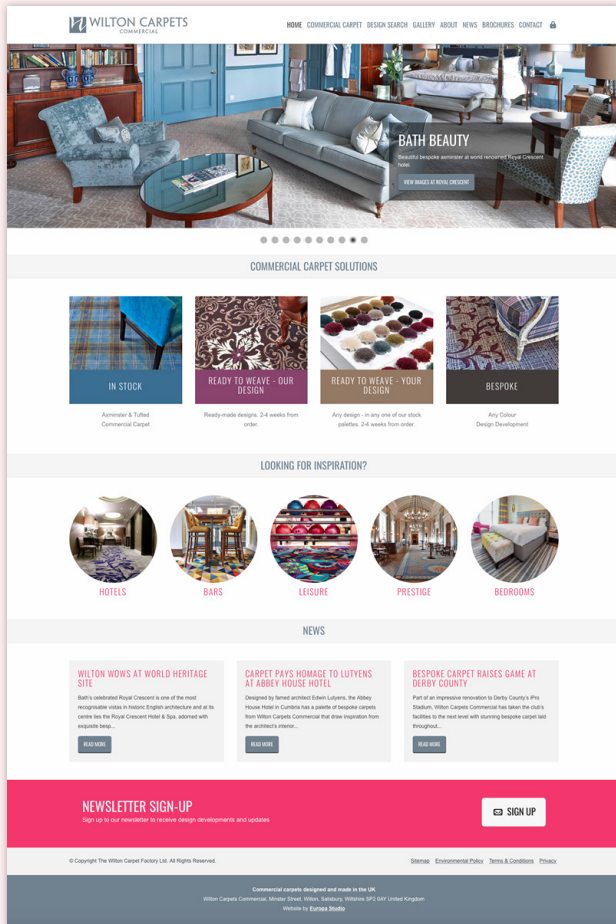 WILTON CARPETS
COMMERCIAL
HOME COMMERCIAL CARPET DESIGN SEARCH GALLERY ABOUT NEWS BROCHURES CONTACT
BATH BEAUTY
Beautiful bespoke axminster at world renowned Royal Crescent
hotel.
VIEW IMAGES AT ROYAL CRESCENT
COMMERCIAL CARPET SOLUTIONS
IN STOCK
READY TO WEAVE - OUR
DESIGN
READY TO WEAVE - YOUR
DESIGN
BESPOKE
Axminster & Tufted
Commercial Carpet
Ready-made designs. 2-4 weeks from
order.
Any design - in any one of our stock
palettes. 2-4 weeks from order.
Any Colour
Design Development
LOOKING FOR INSPIRATION?
HOTELS
BARS
LEISURE
PRESTIGE
BEDROOMS
NEWS
WILTON WOWS AT WORLD HERITAGE
SITE
Bath's celebrated Royal Crescent is one of the most
recognisable vistas in historic English architecture and at its
centre lies the Royal Crescent Hotel & Spa, adorned with
exquisite besp...
READ MORE
CARPET PAYS HOMAGE TO LUTYENS
AT ABBEY HOUSE HOTEL
Designed by famed architect Edwin Lutyens, the Abbey
House Hotel in Cumbria has a palette of bespoke carpets
from Wilton Carpets Commercial that draw inspiration from
the architect's interior...
READ MORE
BESPOKE CARPET RAISES GAME AT
DERBY COUNTY
Part of an impressive renovation to Derby County's iPro
Stadium, Wilton Carpets Commercial has taken the club's
facilities to the next level with stunning bespoke carpet laid
throughout...
READ MORE
NEWSLETTER SIGN-UP
Sign up to our newsletter to receive design developments and updates
SIGN UP
© Copyright The Wilton Carpet Factory Ltd. All Rights Reserved.
Sitemap Environmental Policy Terms & Conditions Privacy
Commercial carpets designed and made in the UK
Wilton Carpets Commercial, Minster Street, Wilton, Salisbury, Wiltshire SP2 0AY United Kingdom
Website by Europa Studio